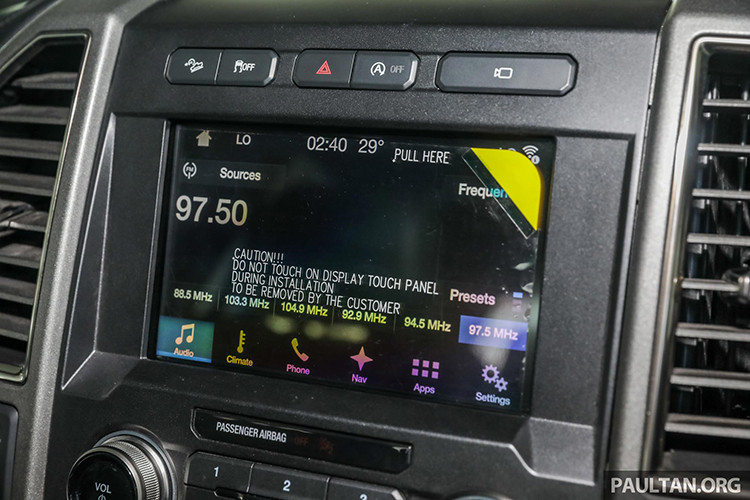 OFF
A OFF
LO 02:40 29° PULL HERE
FM Sources
Frequen
97.50
CAUTION!!!
DO NOT TOUCH ON DISPLAY TOUCH PANEL
DURING INSTALLATION
TO BE REMOVED BY THE CUSTOMER
Presets
88.5 MHz 103.3 MHz 104.9 MHz 92.9 MHz 94.5 MHz 97.5 MHz
Audio Climate Phone Nav Apps Settings
PASSENGER AIRBAG
VOL 1 2 3
PAULTAN.ORG